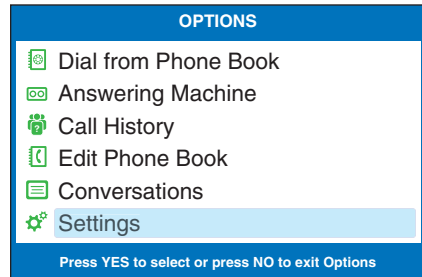 OPTIONS
Dial from Phone Book
Answering Machine
Call History
Edit Phone Book
Conversations
Settings
Press YES to select or press NO to exit Options